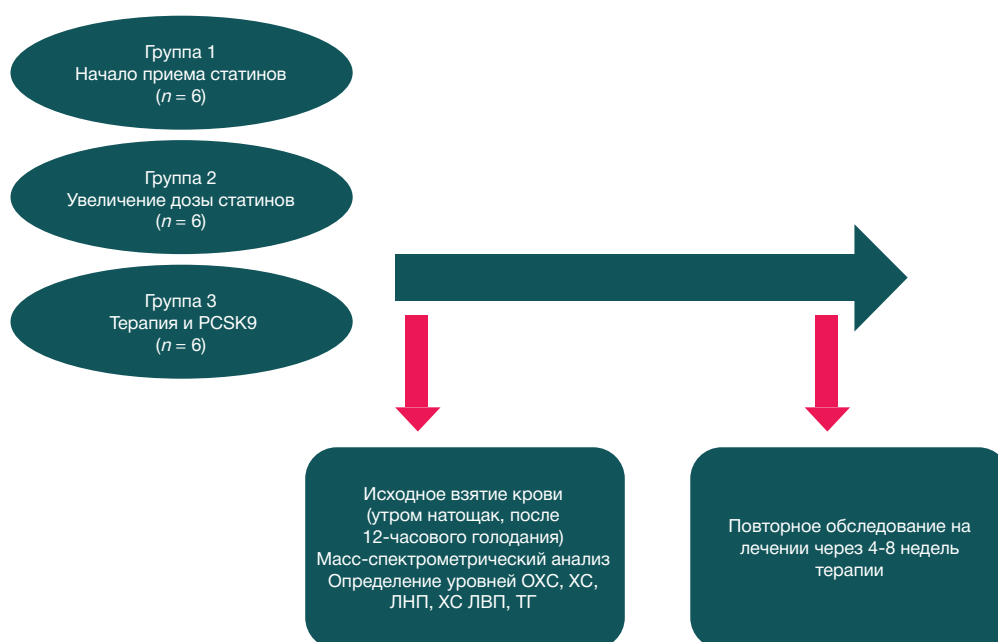 Группа 1
Начало приема статинов
(n = 6)
Группа 2
Увеличение дозы статинов
(n = 6)
Группа 3
Терапия и PCSK9
(n = 6)
Исходное взятие крови
(утром натощак, после
12-часового голодания)
Масс-спектрометрический анализ
Определение уровней ОХС, ХС,
ЛНП, ХС ЛВП, ТГ
Повторное обследование на
лечении через 4-8 недель
терапии